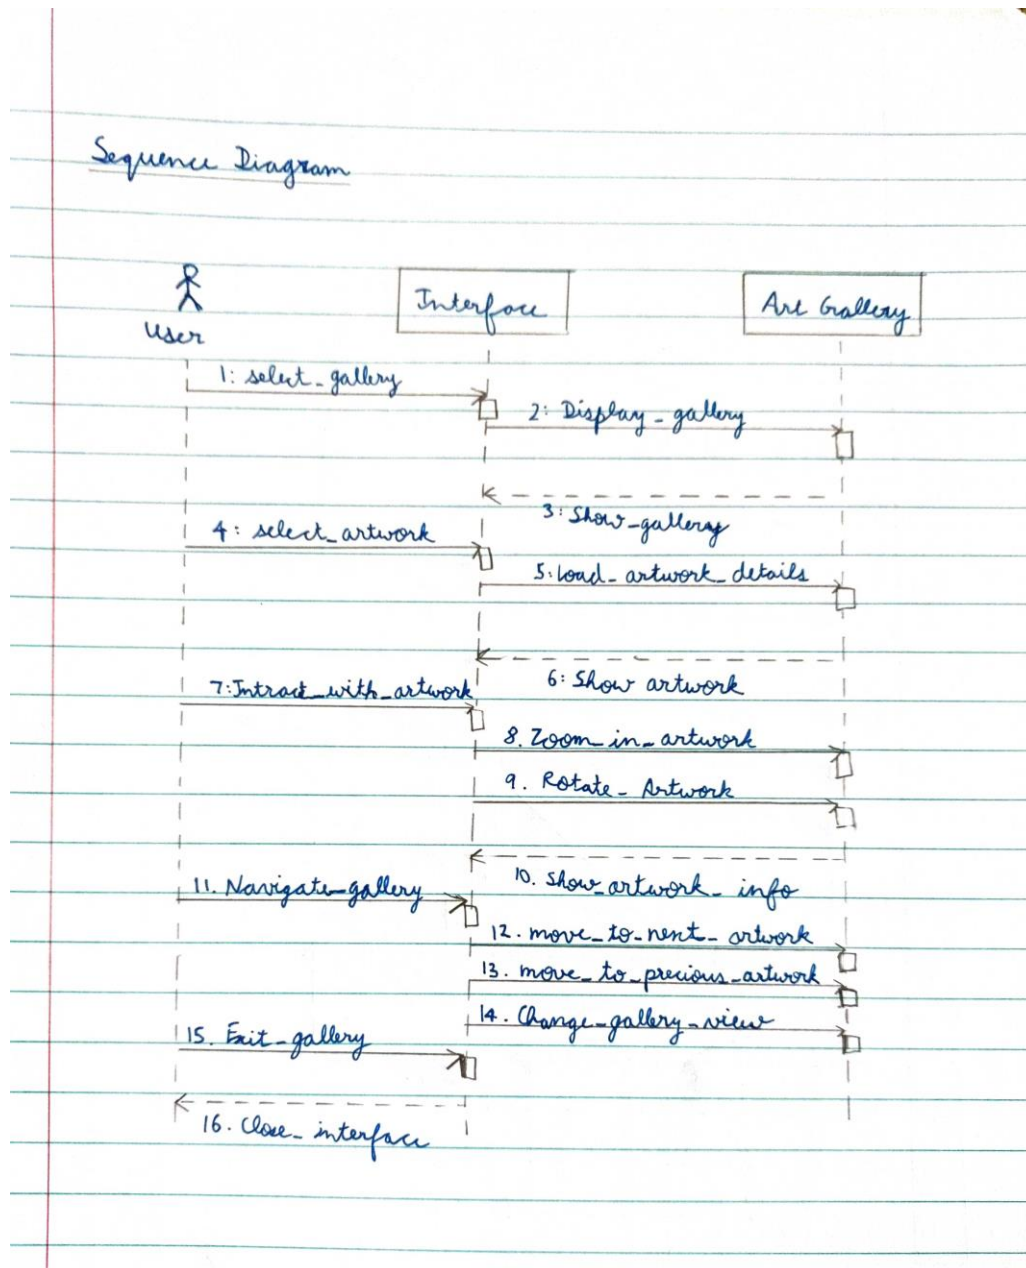 Sequence Diagram
User
Interface
Art Gallery
1: select_gallery
2: Display_gallery
3: Show_gallery
4: select_artwork
5: load_artwork_details
6: Show artwork
7: Intract_with_artwork
8. Zoom_in_artwork
9. Rotate_Artwork
10. Show_artwork_info
11. Navigate_gallery
12. move_to_next_artwork
13. move_to_precious_artwork
14. Change_gallery_view
15. Exit_gallery
16. Close_interface